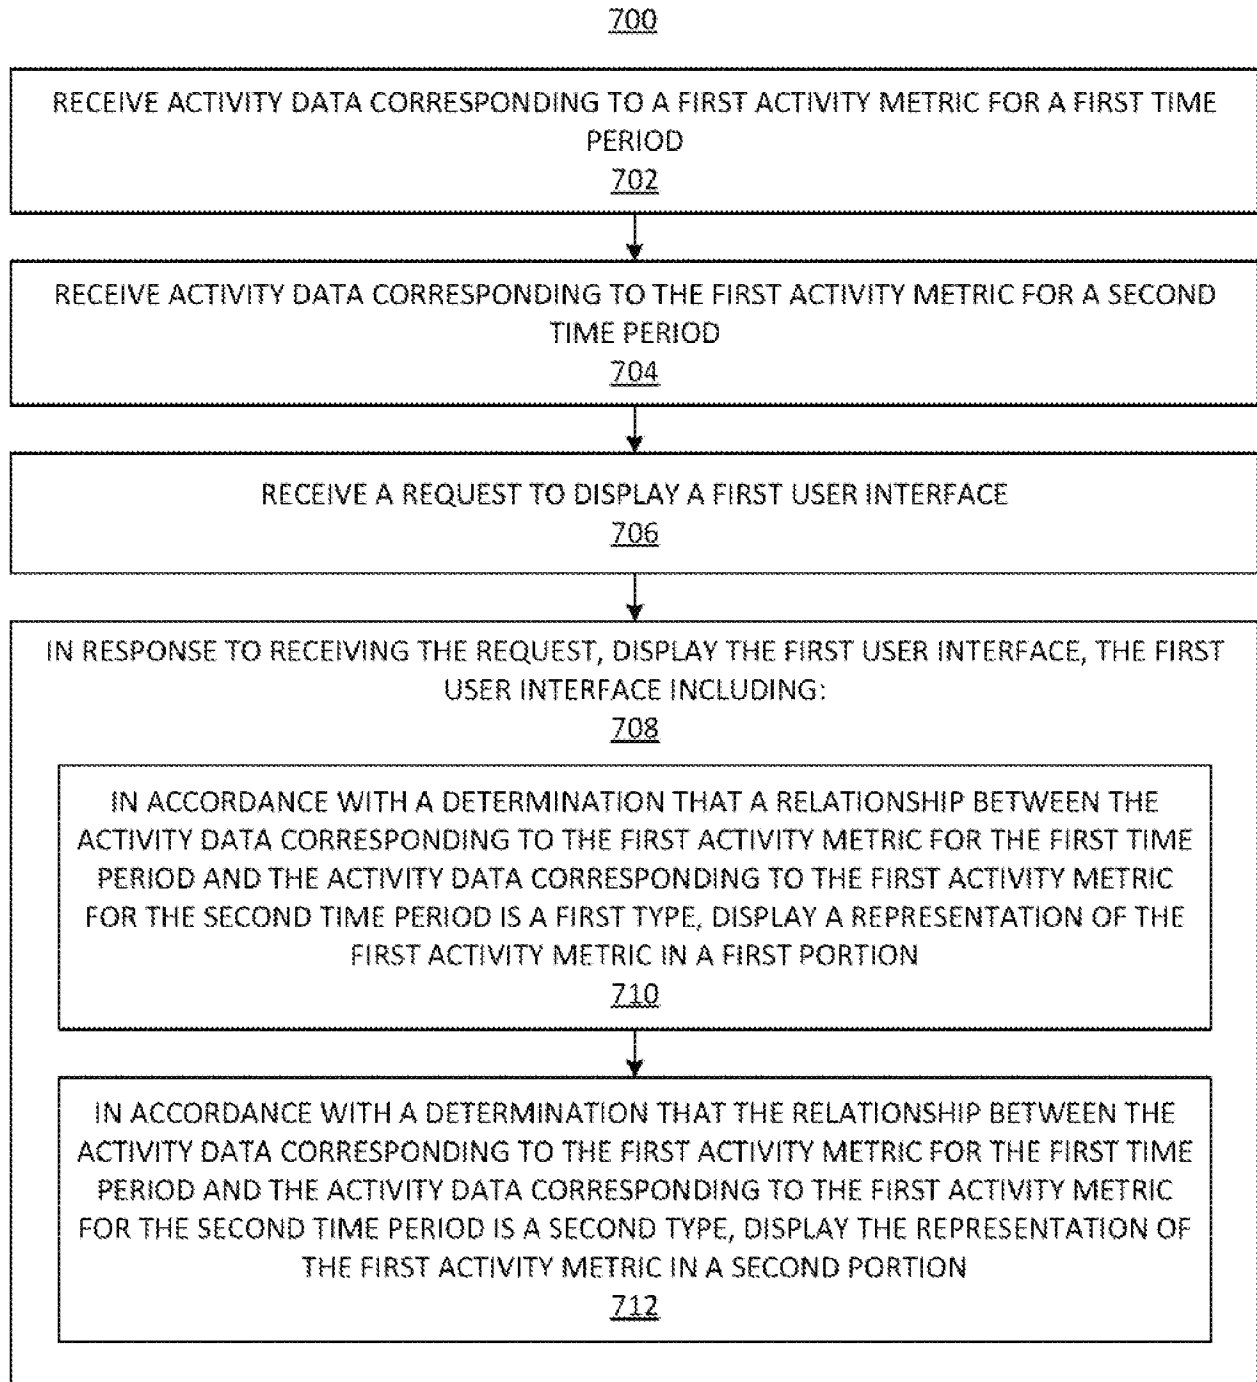 700
RECEIVE ACTIVITY DATA CORRESPONDING TO A FIRST ACTIVITY METRIC FOR A FIRST TIME
PERIOD
702
RECEIVE ACTIVITY DATA CORRESPONDING TO THE FIRST ACTIVITY METRIC FOR A SECOND
TIME PERIOD
704
RECEIVE A REQUEST TO DISPLAY A FIRST USER INTERFACE
706
IN RESPONSE TO RECEIVING THE REQUEST, DISPLAY THE FIRST USER INTERFACE, THE FIRST
USER INTERFACE INCLUDING:
708
IN ACCORDANCE WITH A DETERMINATION THAT A RELATIONSHIP BETWEEN THE
ACTIVITY DATA CORRESPONDING TO THE FIRST ACTIVITY METRIC FOR THE FIRST TIME
PERIOD AND THE ACTIVITY DATA CORRESPONDING TO THE FIRST ACTIVITY METRIC
FOR THE SECOND TIME PERIOD IS A FIRST TYPE, DISPLAY A REPRESENTATION OF THE
FIRST ACTIVITY METRIC IN A FIRST PORTION
710
IN ACCORDANCE WITH A DETERMINATION THAT THE RELATIONSHIP BETWEEN THE
ACTIVITY DATA CORRESPONDING TO THE FIRST ACTIVITY METRIC FOR THE FIRST TIME
PERIOD AND THE ACTIVITY DATA CORRESPONDING TO THE FIRST ACTIVITY METRIC
FOR THE SECOND TIME PERIOD IS A SECOND TYPE, DISPLAY THE REPRESENTATION OF
THE FIRST ACTIVITY METRIC IN A SECOND PORTION
712